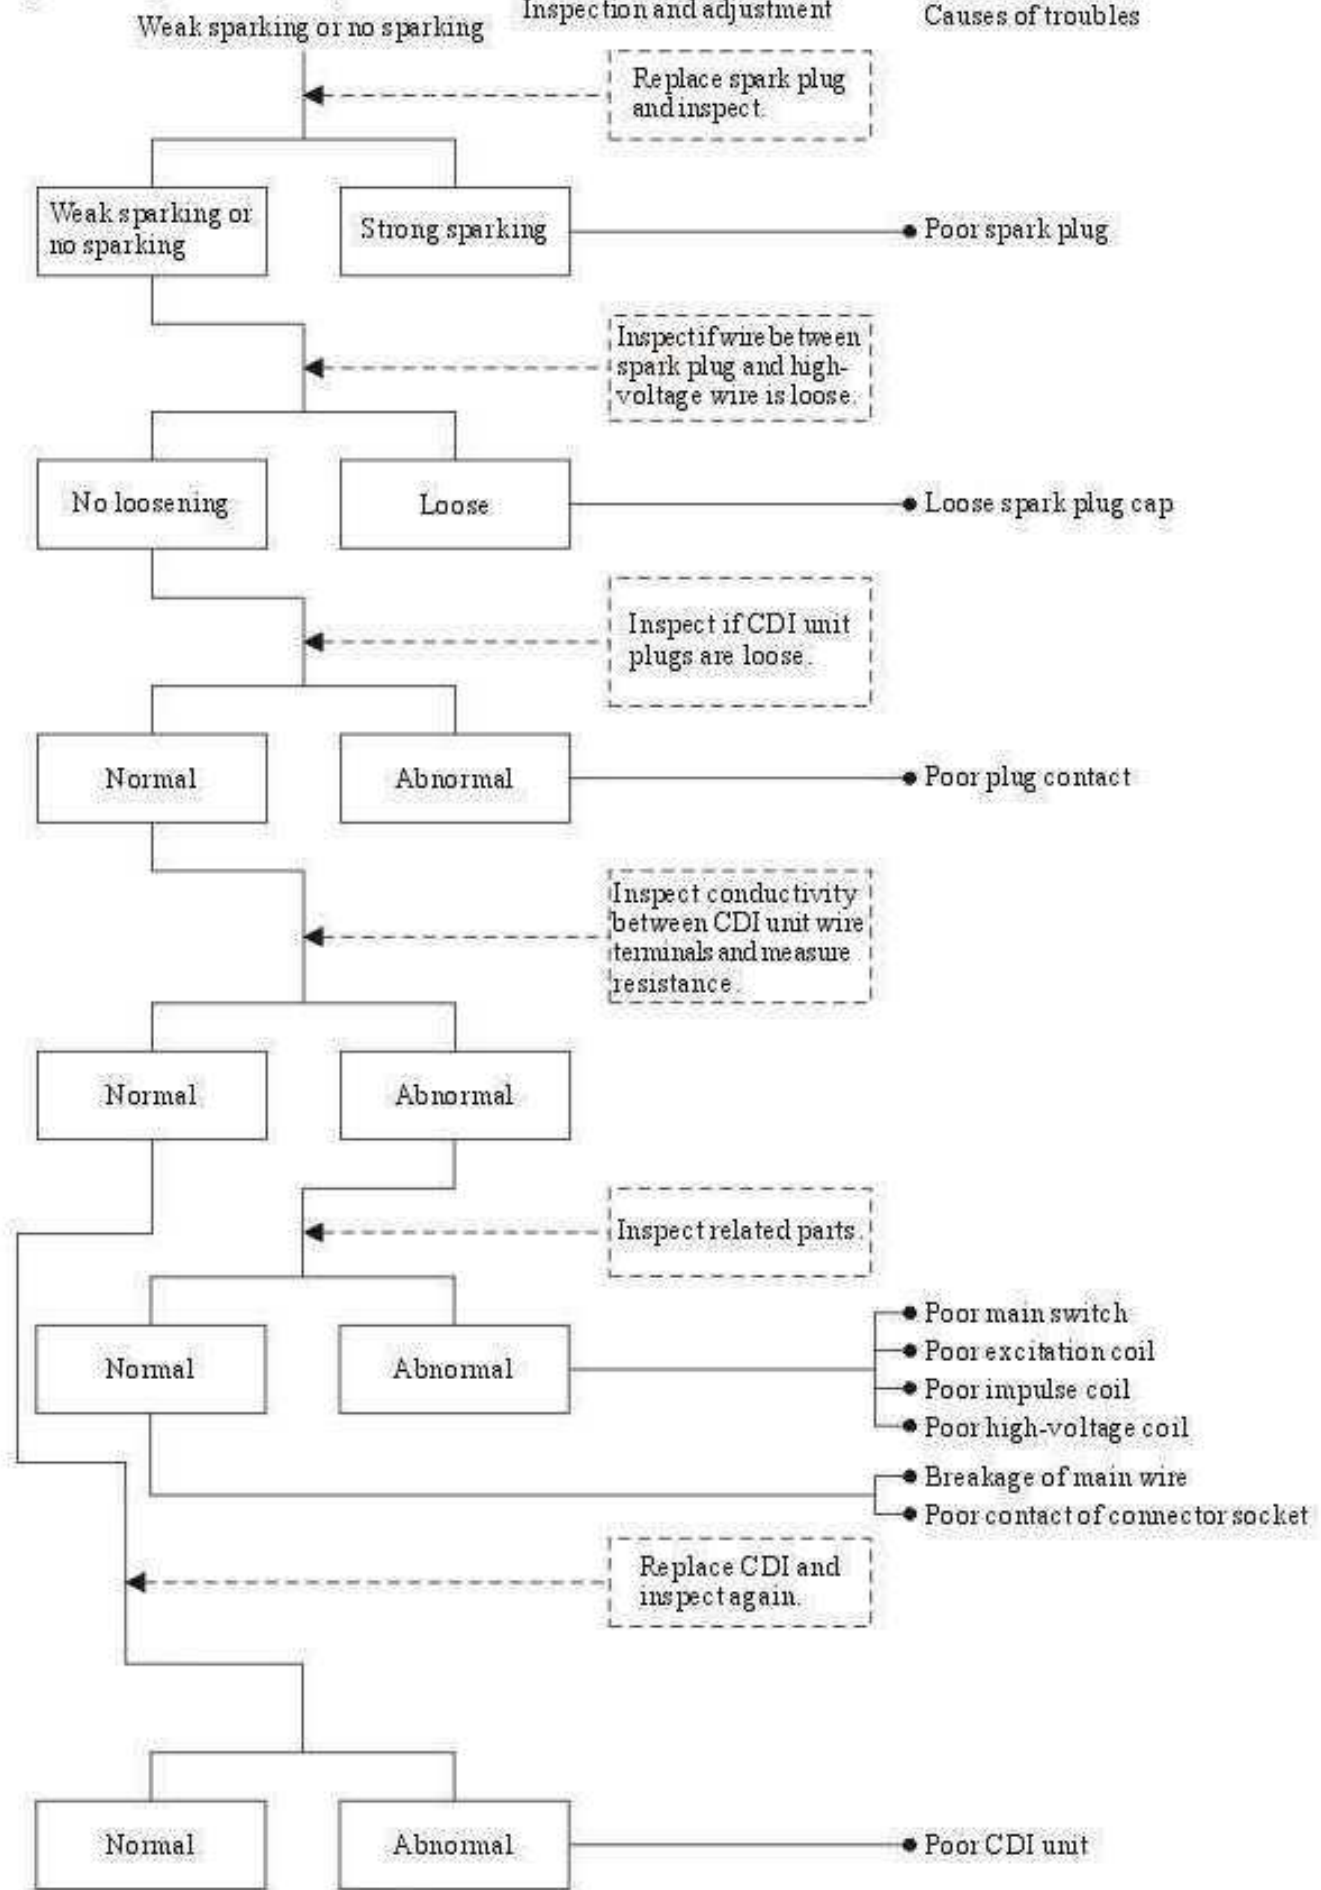 Weak sparking or no sparking
Inspection and adjustment
Causes of troubles
Replace spark plug
and inspect.
Weak sparking or
no sparking
Strong sparking
Poor spark plug
Inspect if wire between
spark plug and high-
voltage wire is loose.
No loosening
Loose
Loose spark plug cap
Inspect if CDI unit
plugs are loose.
Normal
Abnormal
Poor plug contact
Inspect conductivity
between CDI unit wire
terminals and measure
resistance.
Normal
Abnormal
Inspect related parts.
Normal
Abnormal
Poor main switch
Poor excitation coil
Poor impulse coil
Poor high-voltage coil
Breakage of main wire
Poor contact of connector socket
Replace CDI and
inspect again.
Normal
Abnormal
Poor CDI unit